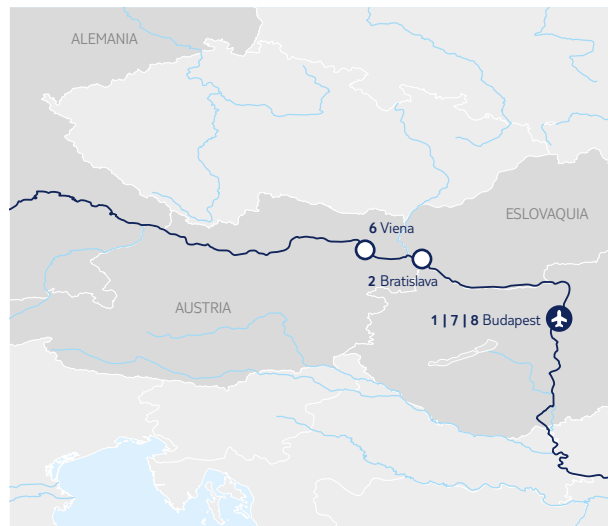 ALEMANIA
ESLOVAQUIA
6 Viena
2 Bratislava
AUSTRIA
1 | 7 | 8 Budapest